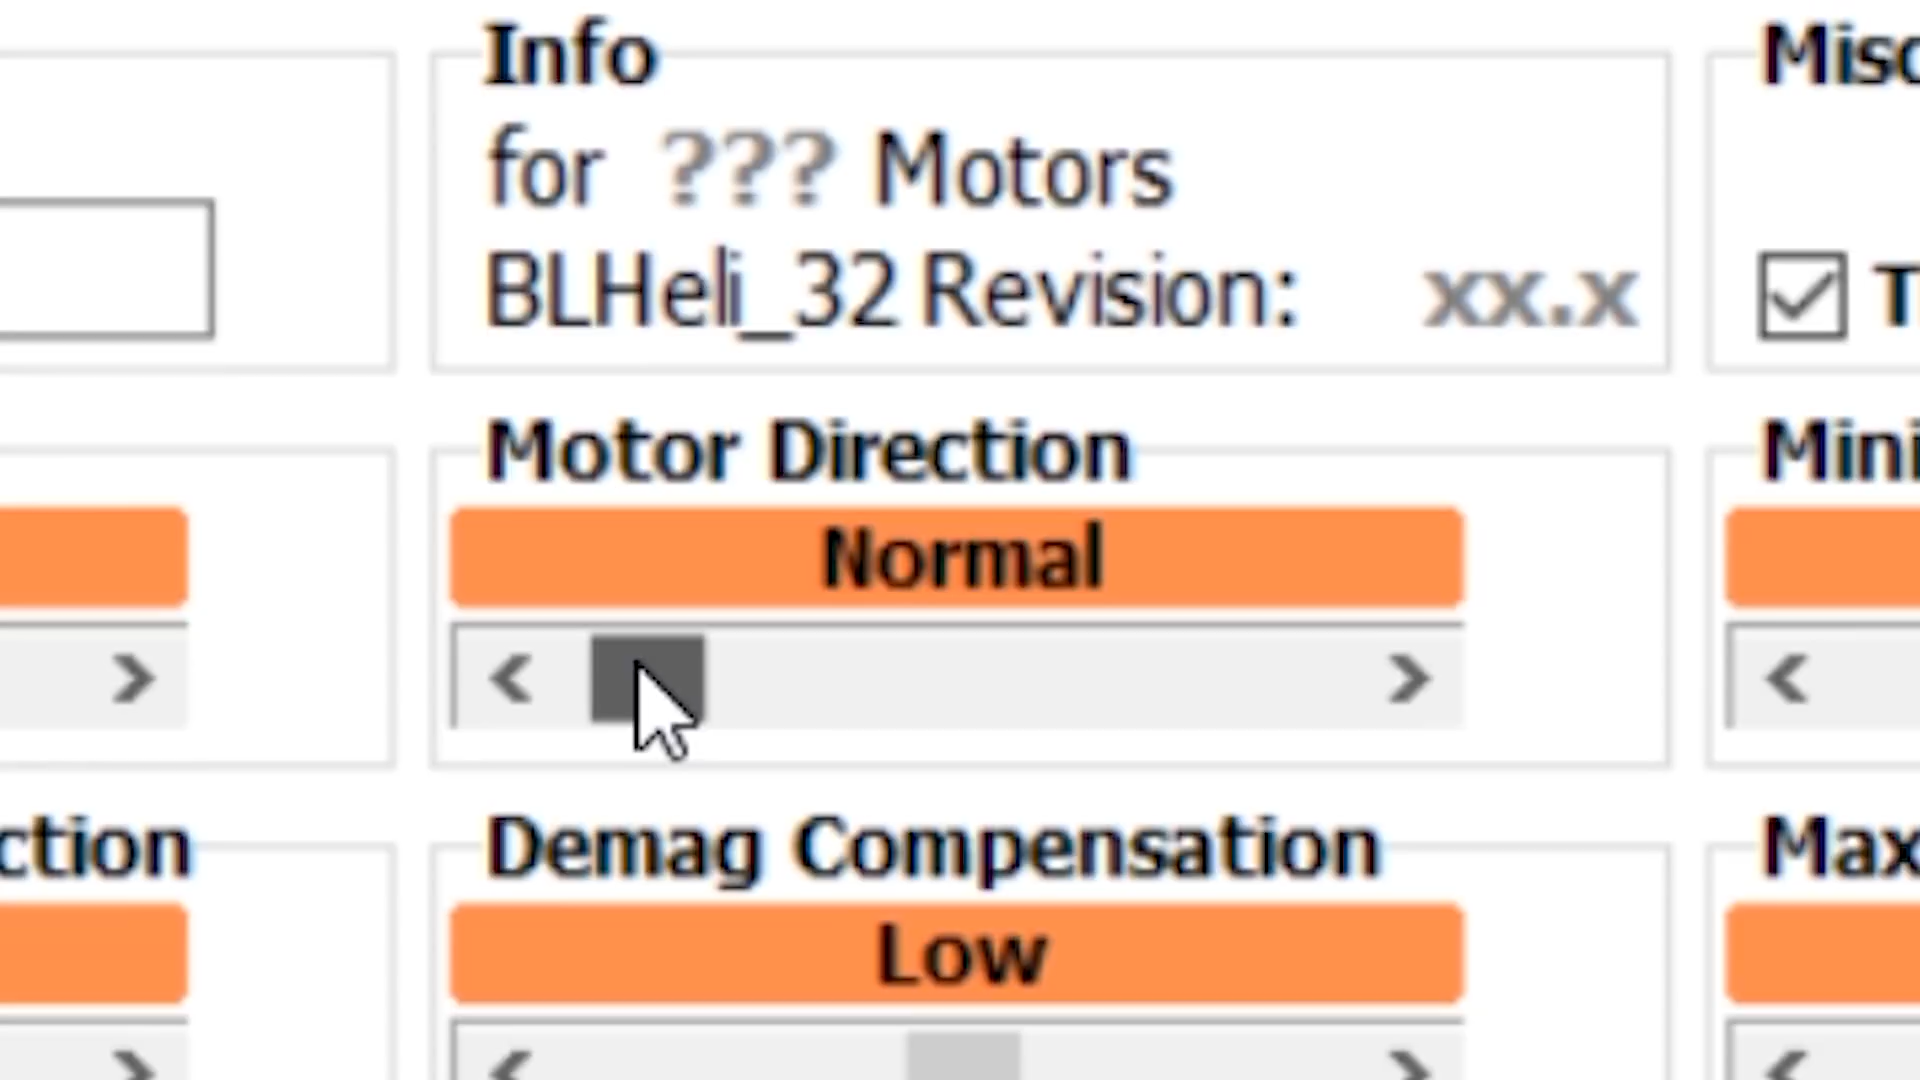 Info
for ??? Motors
BLHeli_32 Revision: xx.x
Motor Direction
Normal
Demag Compensation
Low